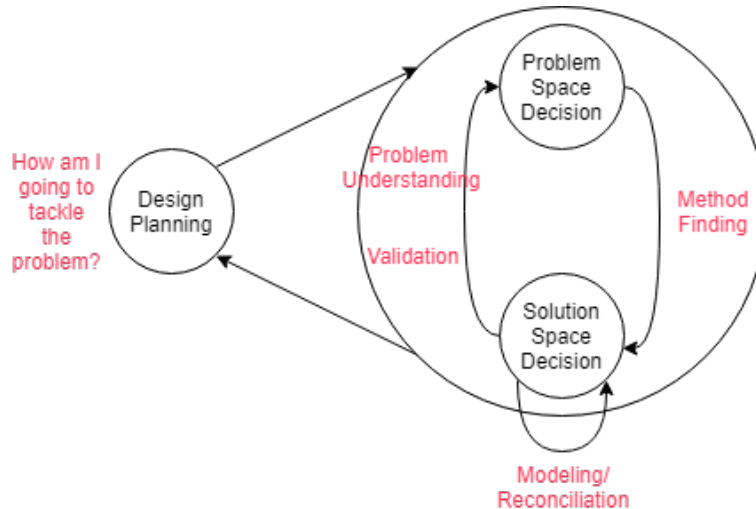 How am I
going to
tackle
the
problem?
Design
Planning
Problem
Space
Decision
Problem
Understanding
Validation
Method
Finding
Solution
Space
Decision
Modeling/
Reconciliation